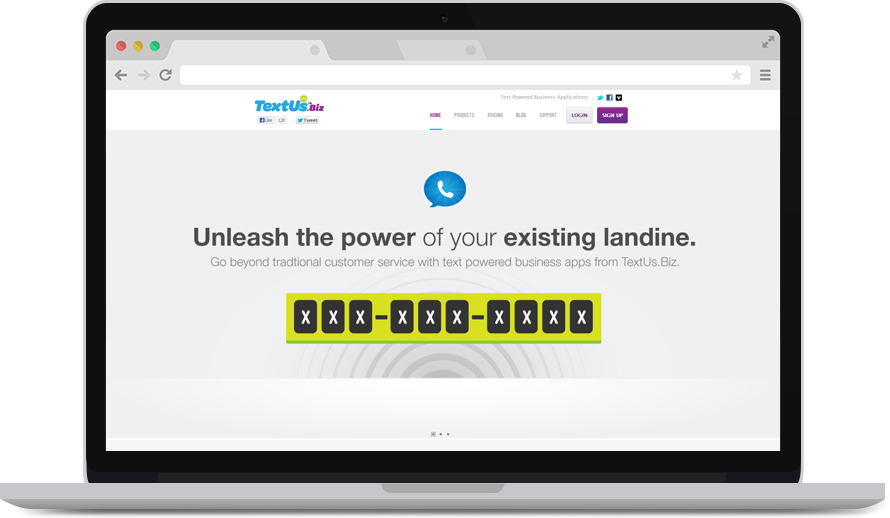 Text Powered Business Applications
TextUs.Biz
Like 120 Tweet
HOME PRODUCTS PRICING BLOG SUPPORT LOGIN SIGN UP
Unleash the power of your existing landine.
Go beyond tradtional customer service with text powered business apps from TextUs.Biz.
X X X - X X X - X X X X